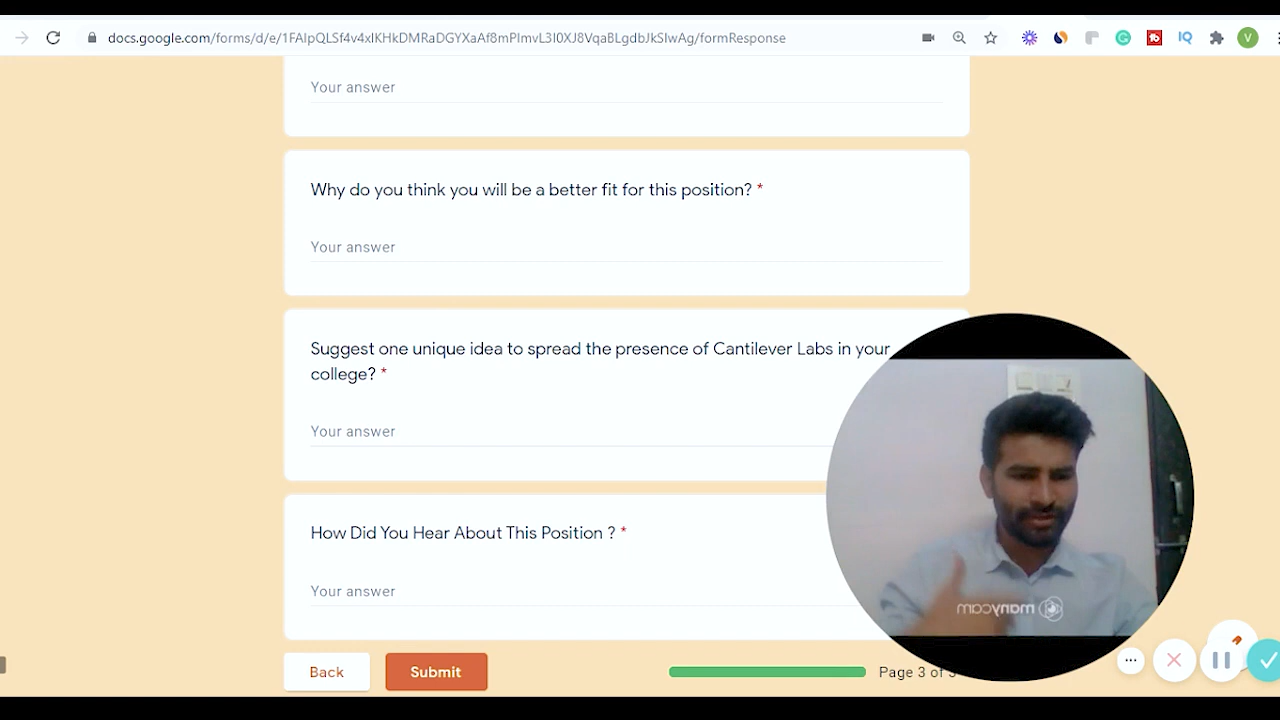 docs.google.com/forms/d/e/1FAIpQLSf4v4xIKHkDMRaDGYXaAf8mPImvL3I0XJ8VqaBLgdbJkSIwAg/formResponse
IQ
V
Your answer
Why do you think you will be a better fit for this position? *
Your answer
Suggest one unique idea to spread the presence of Cantilever Labs in your
college? *
Your answer
How Did You Hear About This Position ? *
Your answer
manycam
Back
Submit
Page 3 of 3